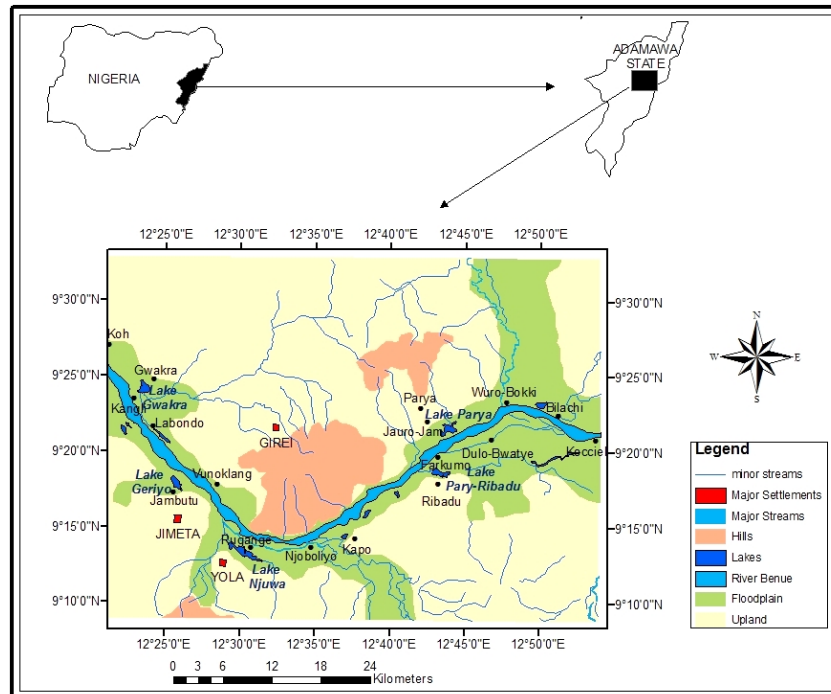 NIGERIA
ADAMAWA
STATE
12°25'0"E 12°30'0"E 12°35'0"E 12°40'0"E 12°45'0"E 12°50'0"E
9°30'0"N
9°25'0"N
9°20'0"N
9°15'0"N
9°10'0"N
9°30'0"N
9°25'0"N
9°20'0"N
9°15'0"N
9°10'0"N
Koh
Gwakra
Lake
Gwakra
Kangli
Labondo
GIREI
Parya
Lake Parya
Jauro-Jam
Wuro-Bokki
Bilachi
Dulo-Bwatye
Kocciel
Parkumo
Lake
Pary-Ribadu
Ribadu
Lake
Geriyo
Vunoklang
Jambutu
JIMETA
Rugange
Njoboliyo
Kapo
YOLA
Lake
Njuwa
12°25'0"E 12°30'0"E 12°35'0"E 12°40'0"E 12°45'0"E 12°50'0"E
0 3 6 12 18 24
Kilometers
N
W E
S
Legend
minor streams
Major Settlements
Major Streams
Hills
Lakes
River Benue
Floodplain
Upland